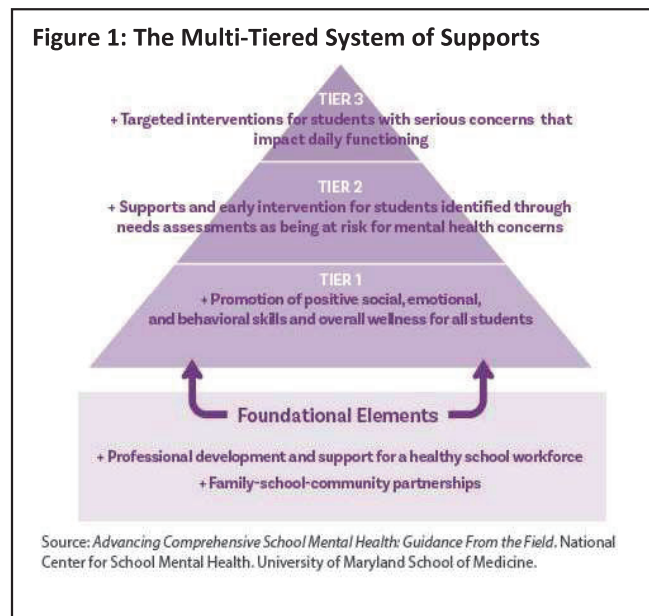 Figure 1: The Multi-Tiered System of Supports
TIER 3
+ Targeted interventions for students with serious concerns that
impact daily functioning
TIER 2
+ Supports and early intervention for students identified through
needs assessments as being at risk for mental health concerns
TIER 1
+ Promotion of positive social, emotional,
and behavioral skills and overall wellness for all students
Foundational Elements
+ Professional development and support for a healthy school workforce
+ Family-school-community partnerships
Source: Advancing Comprehensive School Mental Health: Guidance From the Field. National
Center for School Mental Health. University of Maryland School of Medicine.